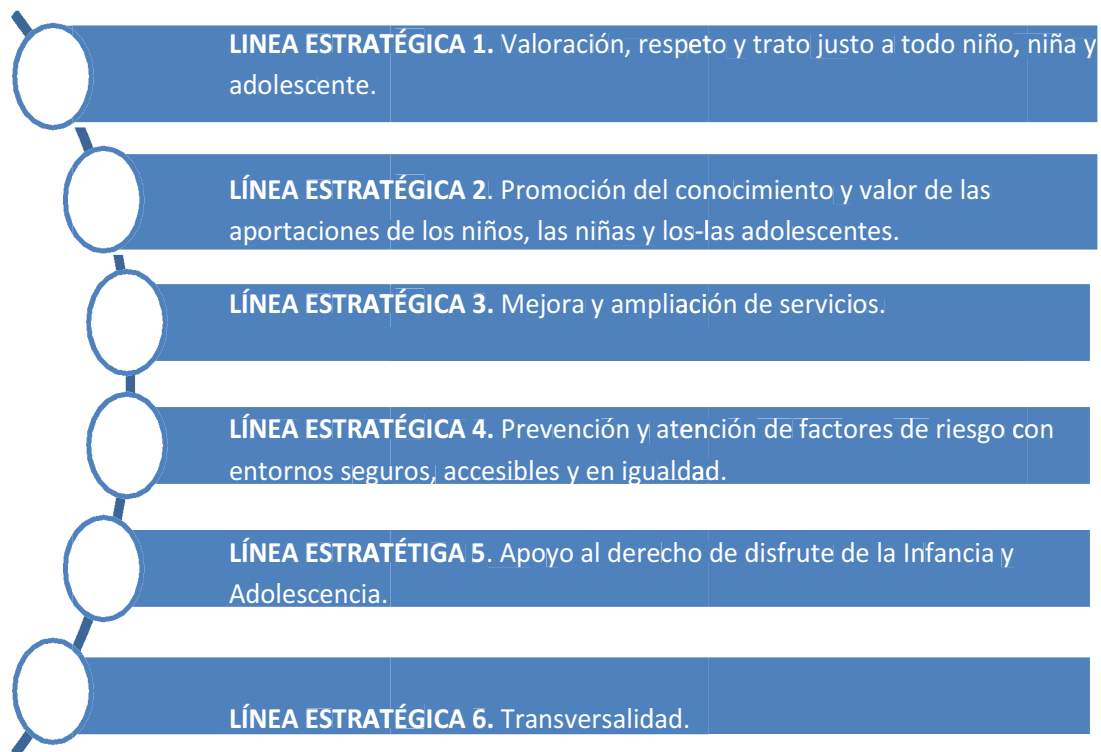 LINEA ESTRATÉGICA 1. Valoración, respeto y trato justo a todo niño, niña y
adolescente.
LÍNEA ESTRATÉGICA 2. Promoción del conocimiento y valor de las
aportaciones de los niños, las niñas y los-las adolescentes.
LÍNEA ESTRATÉGICA 3. Mejora y ampliación de servicios.
LÍNEA ESTRATÉGICA 4. Prevención y atención de factores de riesgo con
entornos seguros, accesibles y en igualdad.
LÍNEA ESTRATÉTIGA 5. Apoyo al derecho de disfrute de la Infancia y
Adolescencia.
LÍNEA ESTRATÉGICA 6. Transversalidad.